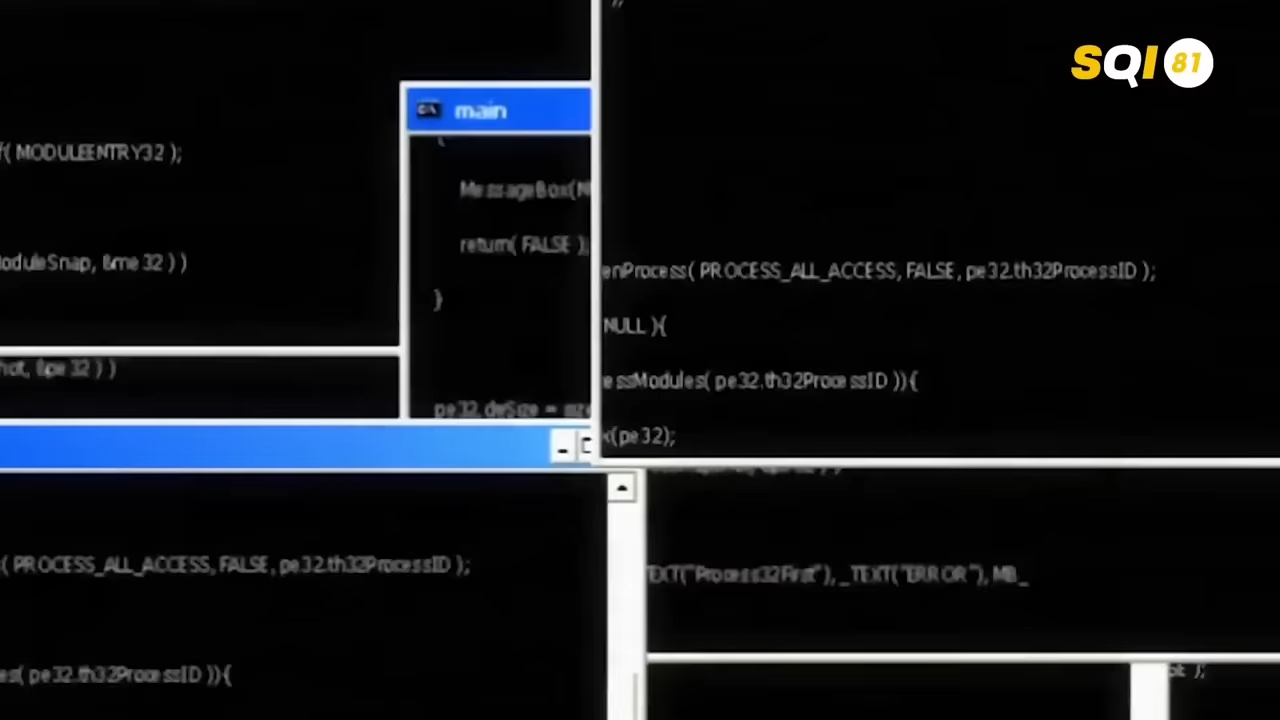 SQI 81
main
f( MODULEENTRY32 );
MessageBox(
return( FALSE );
oduleSnap, &me32 ) )
enProcess( PROCESS_ALL_ACCESS, FALSE, pe32.th32ProcessID );
}
NULL ){
hot, &pe32 ) )
essModules( pe32.th32ProcessID )){
pe32.dwSize =
(pe32);
( PROCESS_ALL_ACCESS, FALSE, pe32.th32ProcessID );
TEXT("Process32First"), _TEXT("ERROR"), MB_
es( pe32.th32ProcessID )){